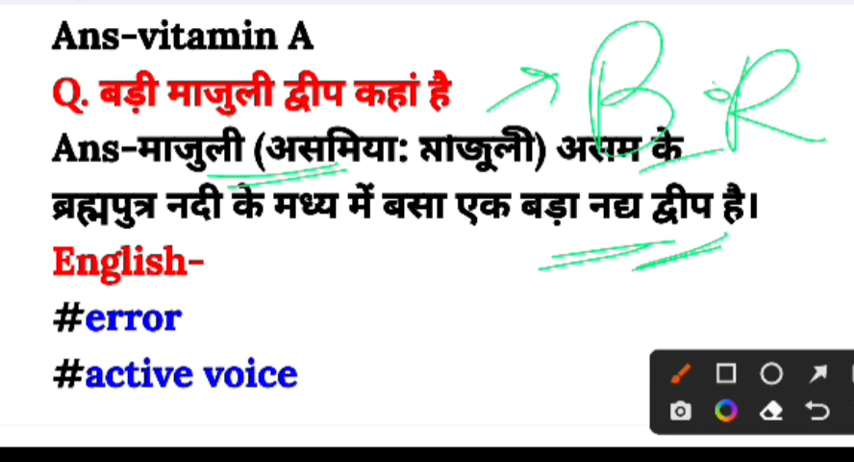 Ans-vitamin A
Q. बड़ी माजुली द्वीप कहां है
B.R
Ans-माजुली (असमिया: মাজুলী) असम के
ब्रह्मपुत्र नदी के मध्य में बसा एक बड़ा नद्य द्वीप है।
English-
#error
#active voice